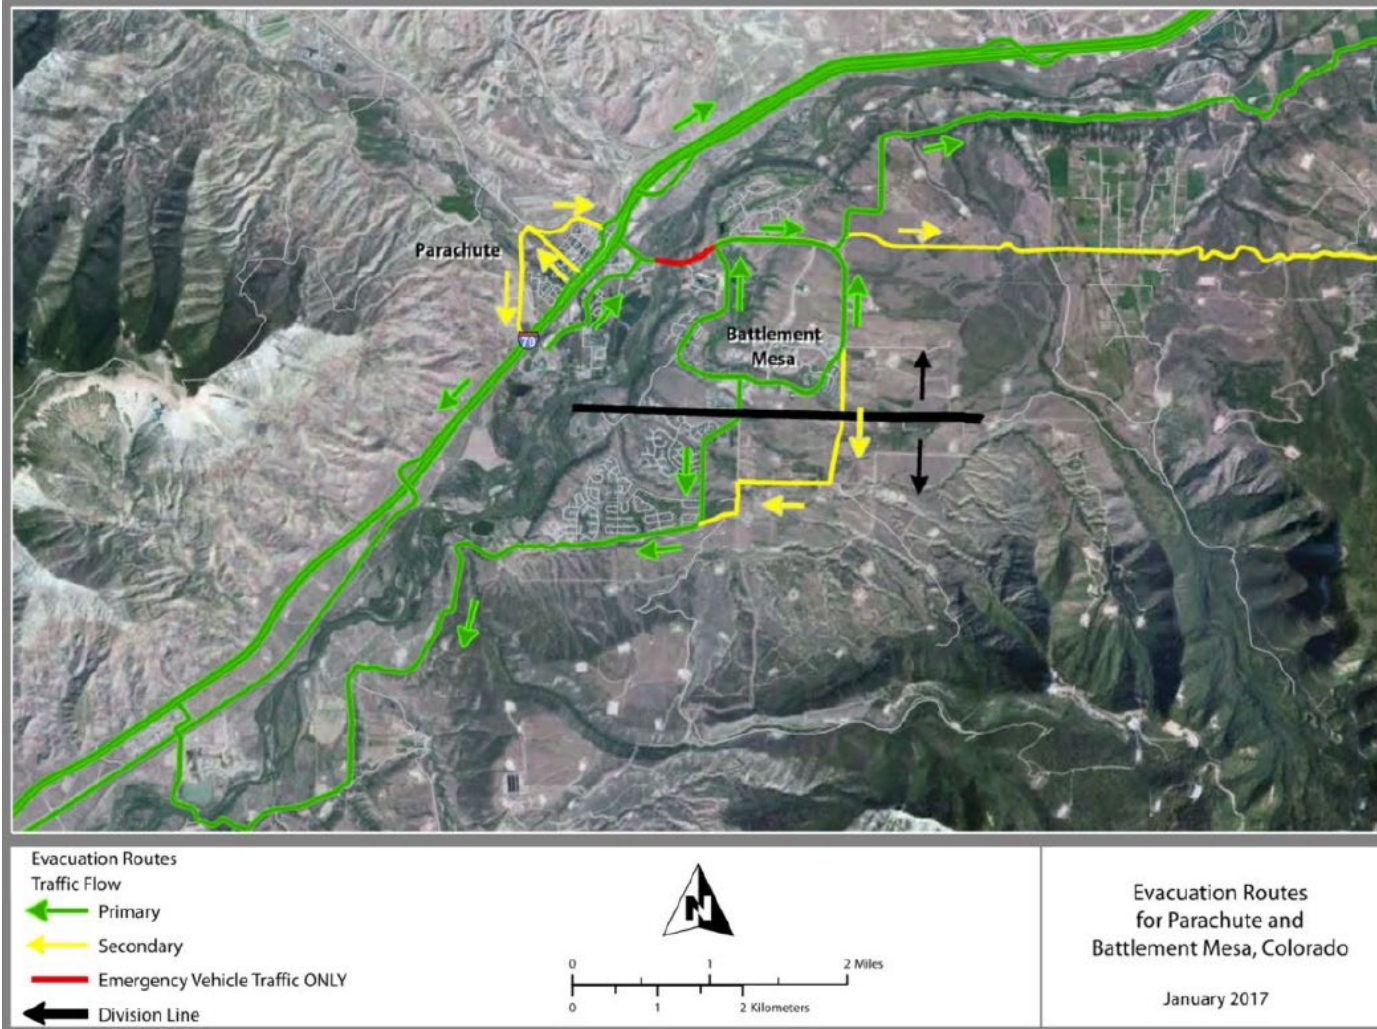 Parachute
70
Battlement
Mesa
Evacuation Routes
Traffic Flow
Primary
Secondary
Emergency Vehicle Traffic ONLY
Division Line
N
0 1 2 Miles
0 1 2 Kilometers
Evacuation Routes
for Parachute and
Battlement Mesa, Colorado
January 2017